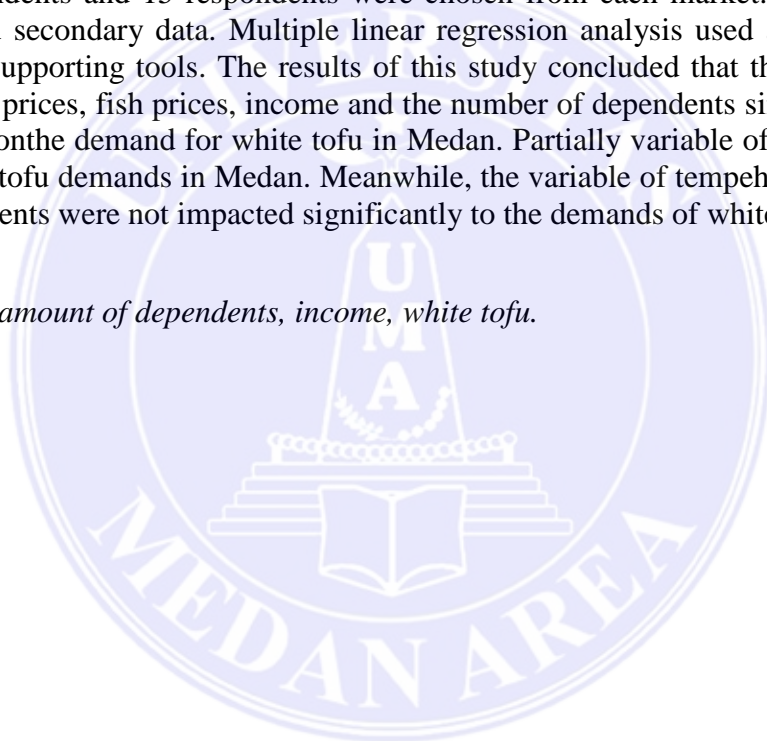 dents and 15 respondents were chosen from each market.
secondary data. Multiple linear regression analysis used
upporting tools. The results of this study concluded that th
prices, fish prices, income and the number of dependents si
onthe demand for white tofu in Medan. Partially variable of
tofu demands in Medan. Meanwhile, the variable of tempeh
ents were not impacted significantly to the demands of white
amount of dependents, income, white tofu.
UNIVERSITAS
U
M
A
MEDAN AREA